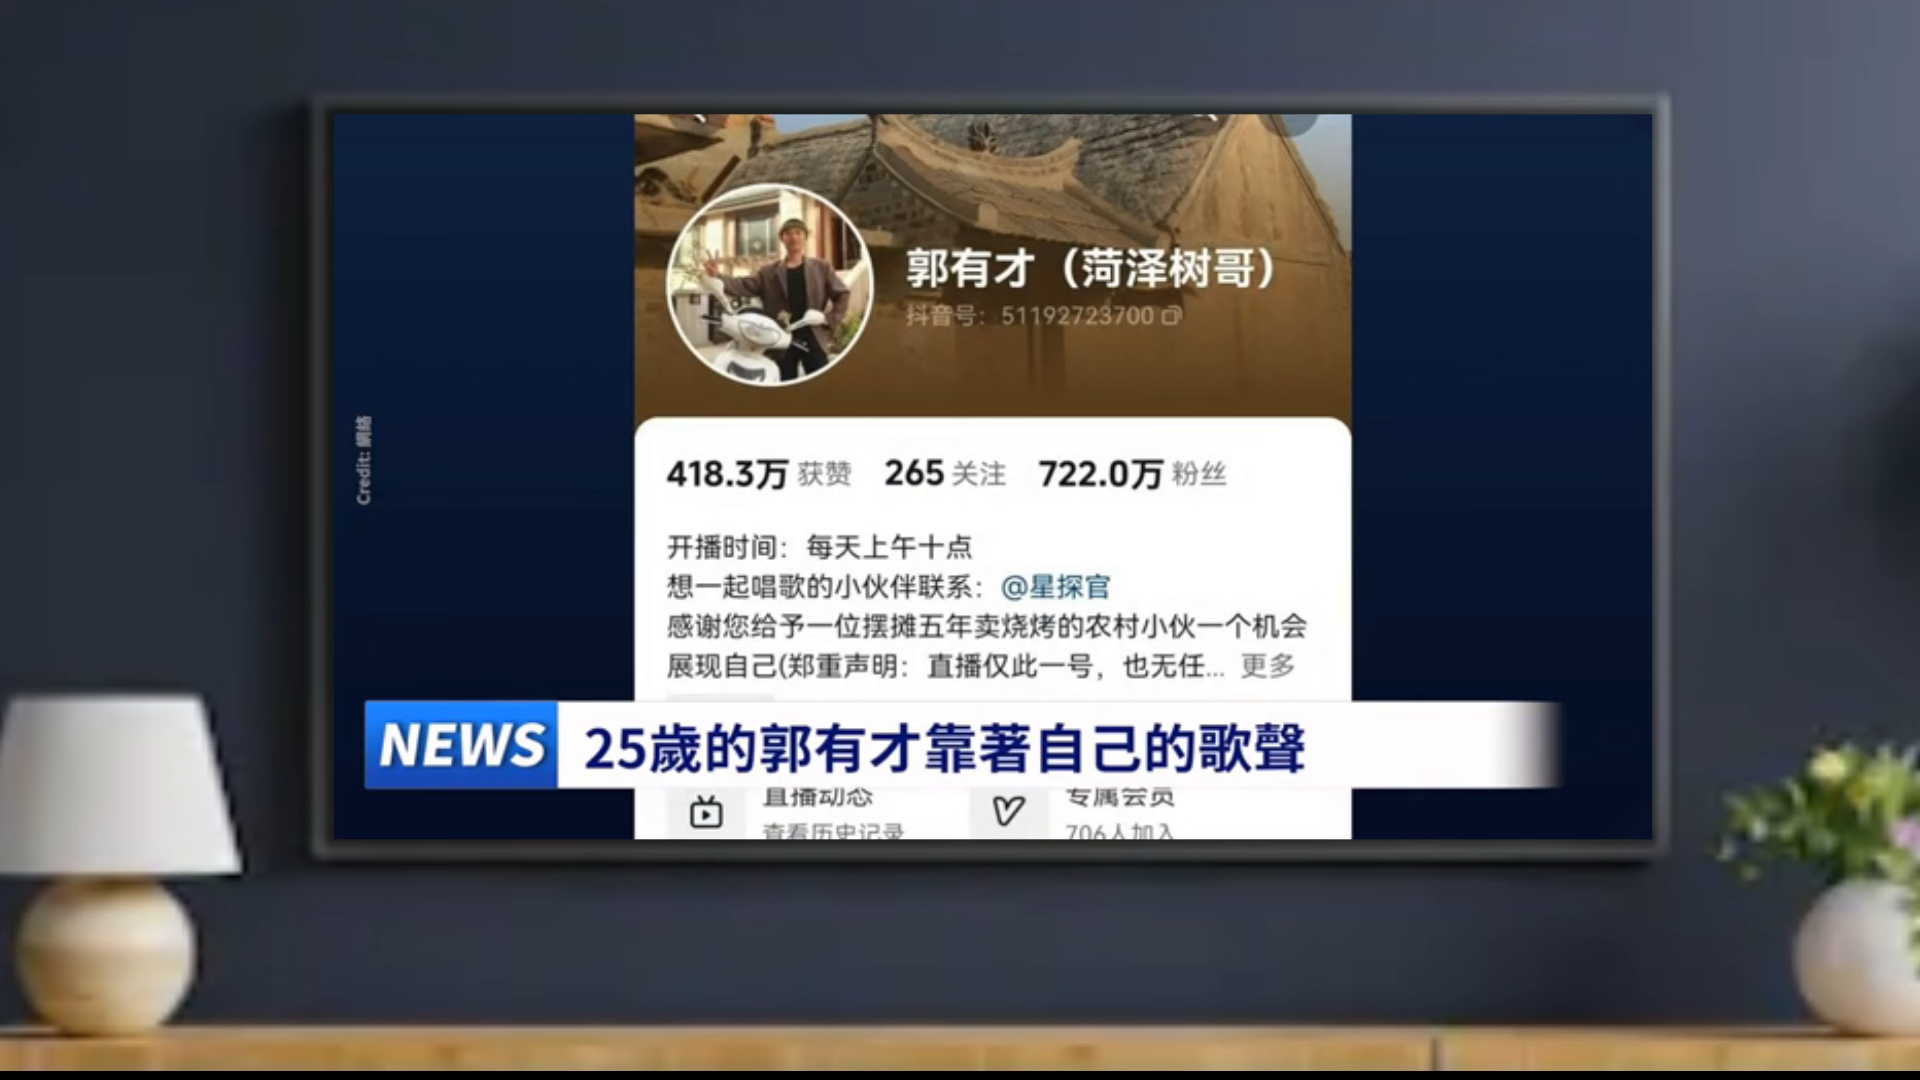 郭有才（菏泽树哥）
抖音号：51192723700
Credit: 網絡
418.3万 获赞 265 关注 722.0万 粉丝
开播时间：每天上午十点
想一起唱歌的小伙伴联系：@星探官
感谢您给予一位摆摊五年卖烧烤的农村小伙一个机会
展现自己(郑重声明：直播仅此一号，也无任... 更多
NEWS 25歲的郭有才靠著自己的歌聲
直播动态 专属会员
查看历史记录 706人加入